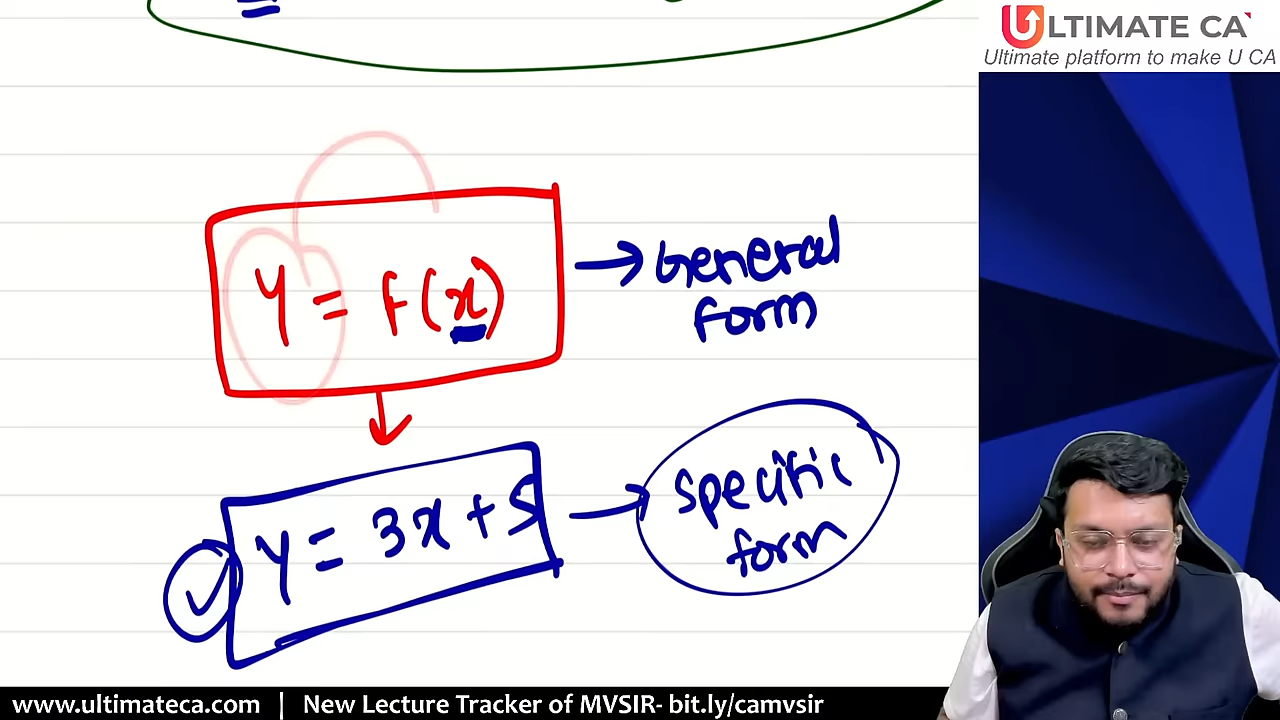 ULTIMATE CA
Ultimate platform to make U CA
y = f(x)
General
form
y = 3x + 5
specific
form
www.ultimateca.com | New Lecture Tracker of MVSIR- bit.ly/camvsir